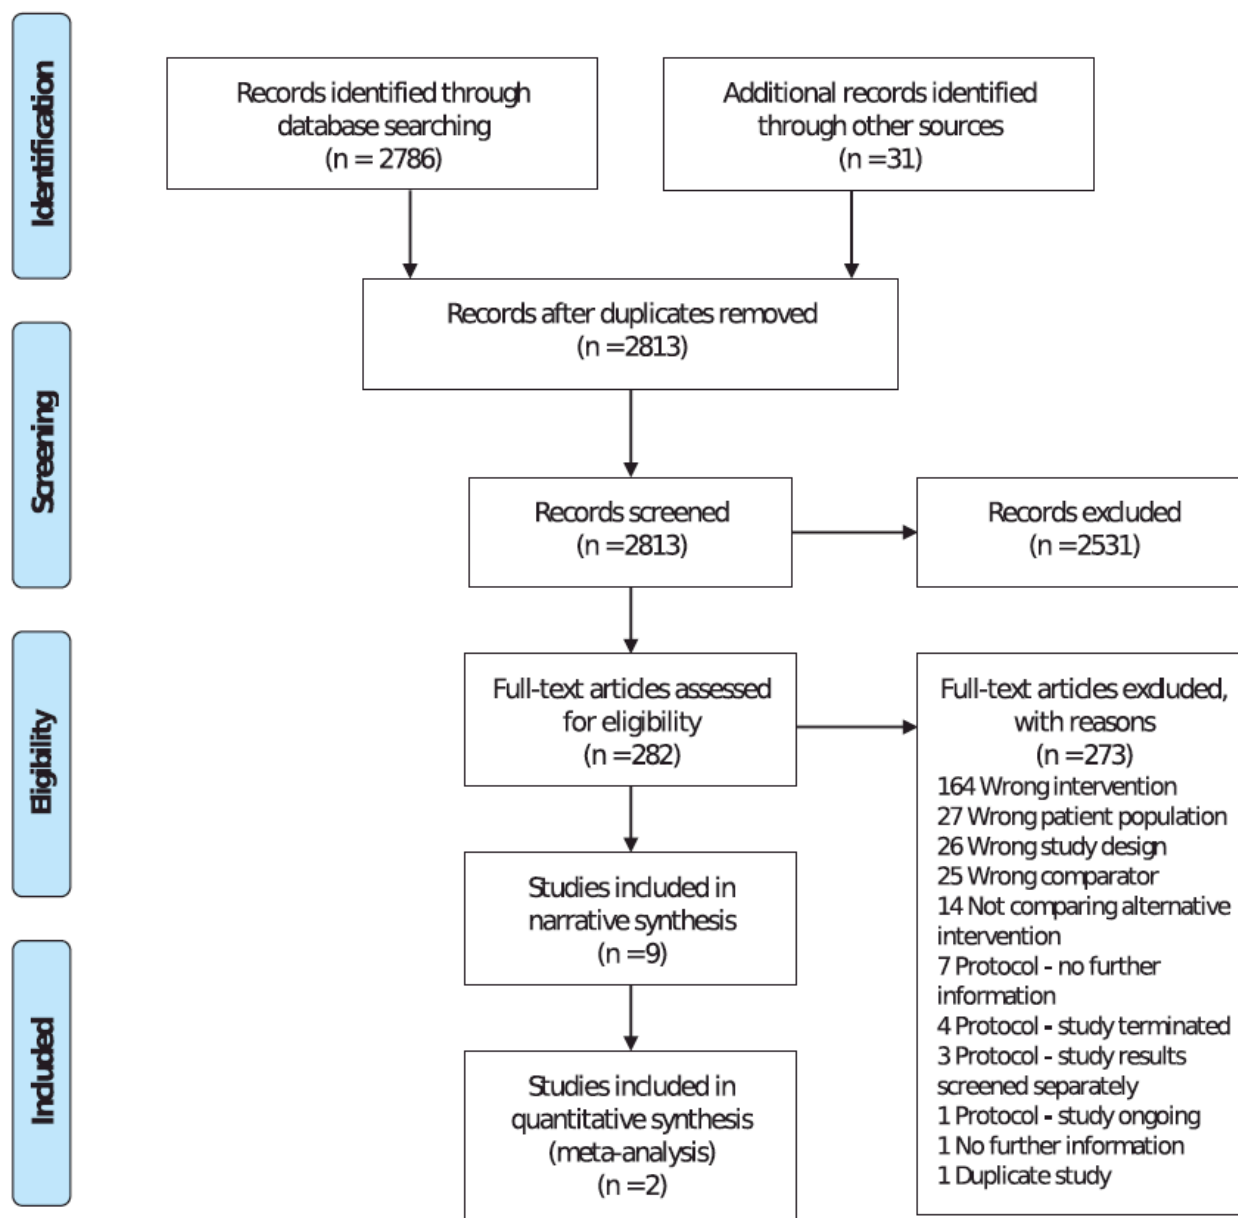 Identification
Records identified through
database searching
(n = 2786)
Additional records identified
through other sources
(n =31)
Records after duplicates removed
(n =2813)
Screening
Records screened
(n =2813)
Records excluded
(n =2531)
Eligibility
Full-text articles assessed
for eligibility
(n =282)
Full-text articles excluded,
with reasons
(n =273)
164 Wrong intervention
27 Wrong patient population
26 Wrong study design
25 Wrong comparator
14 Not comparing alternative
intervention
7 Protocol - no further
information
4 Protocol - study terminated
3 Protocol - study results
screened separately
1 Protocol - study ongoing
1 No further information
1 Duplicate study
Studies included in
narrative synthesis
(n =9)
Included
Studies included in
quantitative synthesis
(meta-analysis)
(n =2)